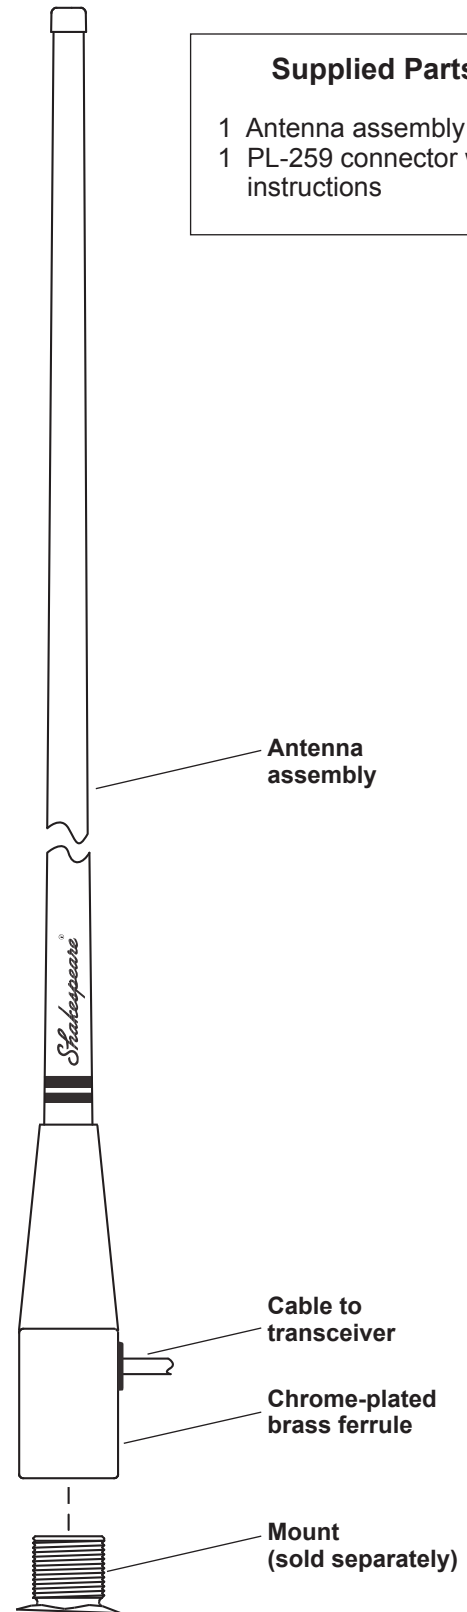 Supplied Parts
1 Antenna assembly
1 PL-259 connector
instructions
Antenna
assembly
Shakespeare®
Cable to
transceiver
Chrome-plated
brass ferrule
Mount
(sold separately)